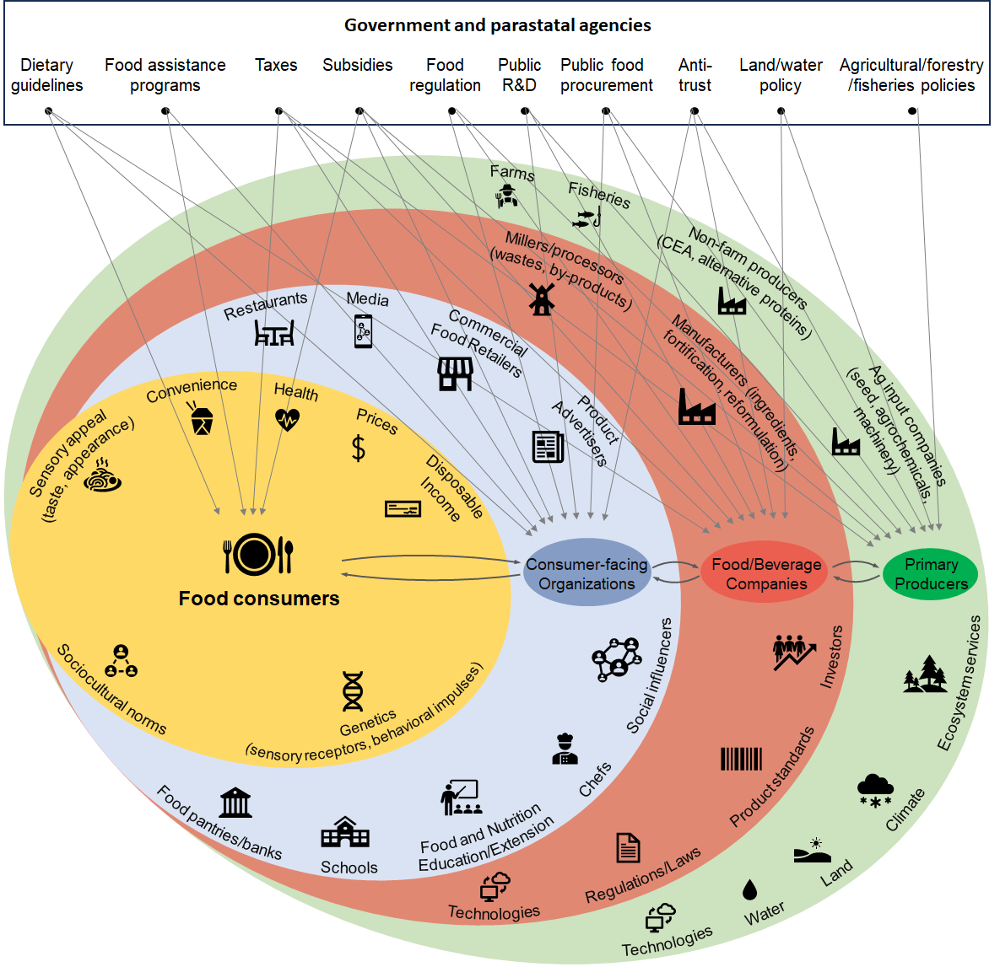 Government and parastatal agencies
Dietary
guidelines
Food assistance
programs
Taxes
Subsidies
Food
regulation
Public
R&D
Public food
procurement
Anti-
trust
Land/water
policy
Agricultural/forestry
/fisheries policies
Farms
Fisheries
Non-farm producers
(CEA, alternative proteins)
Ag input companies
(seed, agrochemicals,
machinery)
Millers/processors
(wastes, by-products)
Manufacturers (ingredients,
fortification, reformulation)
Restaurants
Media
Commercial
Food Retailers
Product
Advertisers
Sensory appeal
(taste, appearance)
Convenience
Health
Prices
$
Disposable
Income
Food consumers
Consumer-facing
Organizations
Food/Beverage
Companies
Primary
Producers
Sociocultural norms
Genetics
(sensory receptors, behavioral impulses)
Food pantries/banks
Schools
Food and Nutrition
Education/Extension
Chefs
Social influencers
Technologies
Regulations/Laws
Product standards
Investors
Technologies
Water
Land
Climate
Ecosystem services